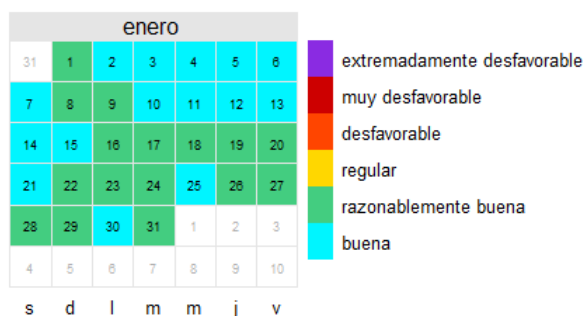 enero
31 1 2 3 4 5 6
7 8 9 10 11 12 13
14 15 16 17 18 19 20
21 22 23 24 25 26 27
28 29 30 31 1 2 3
4 5 6 7 8 9 10
s d l m m j v
extremadamente desfavorable
muy desfavorable
desfavorable
regular
razonablemente buena
buena